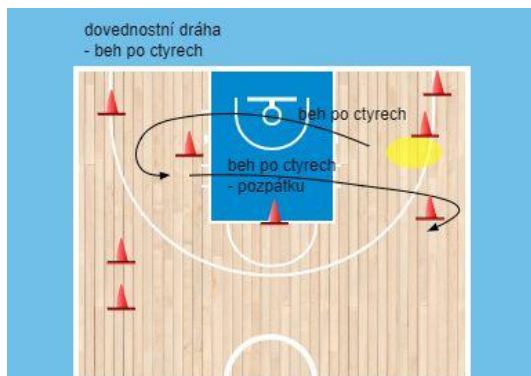 dovednostní dráha
- beh po ctyrech
beh po ctyrech
beh po ctyrech
- pozpátku